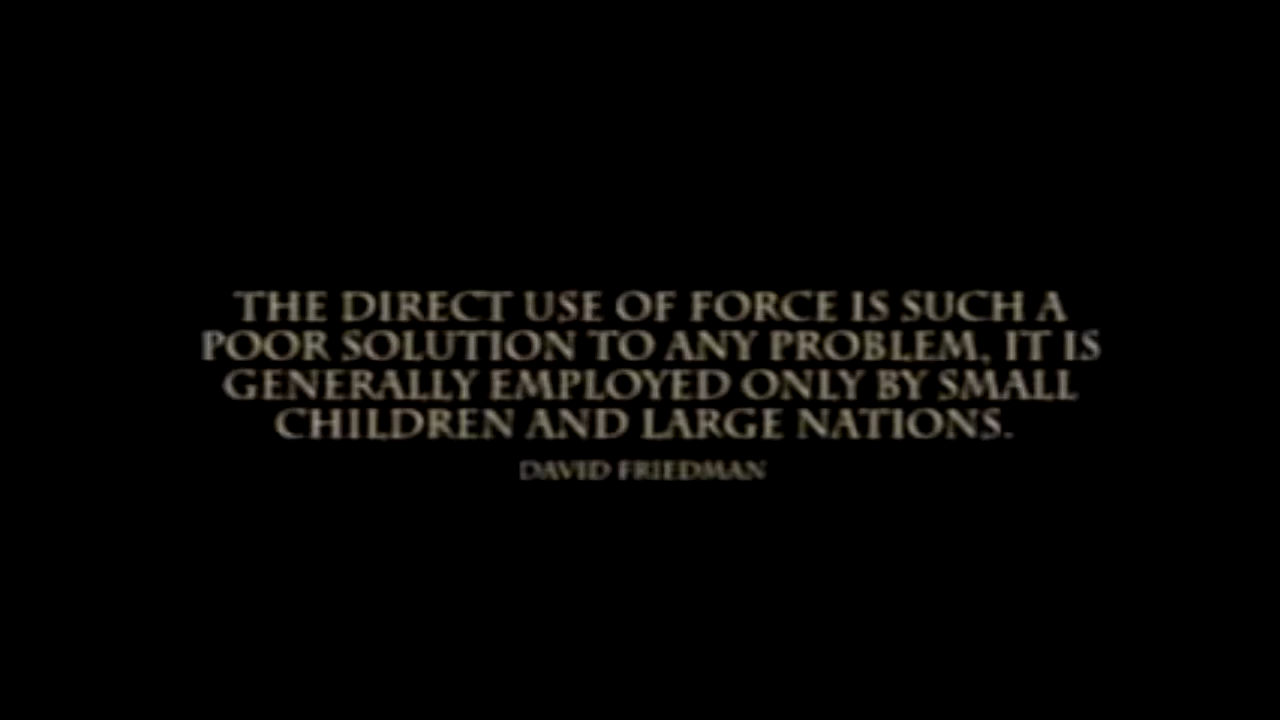 THE DIRECT USE OF FORCE IS SUCH A
POOR SOLUTION TO ANY PROBLEM, IT IS
GENERALLY EMPLOYED ONLY BY SMALL
CHILDREN AND LARGE NATIONS.
DAVID FRIEDMAN